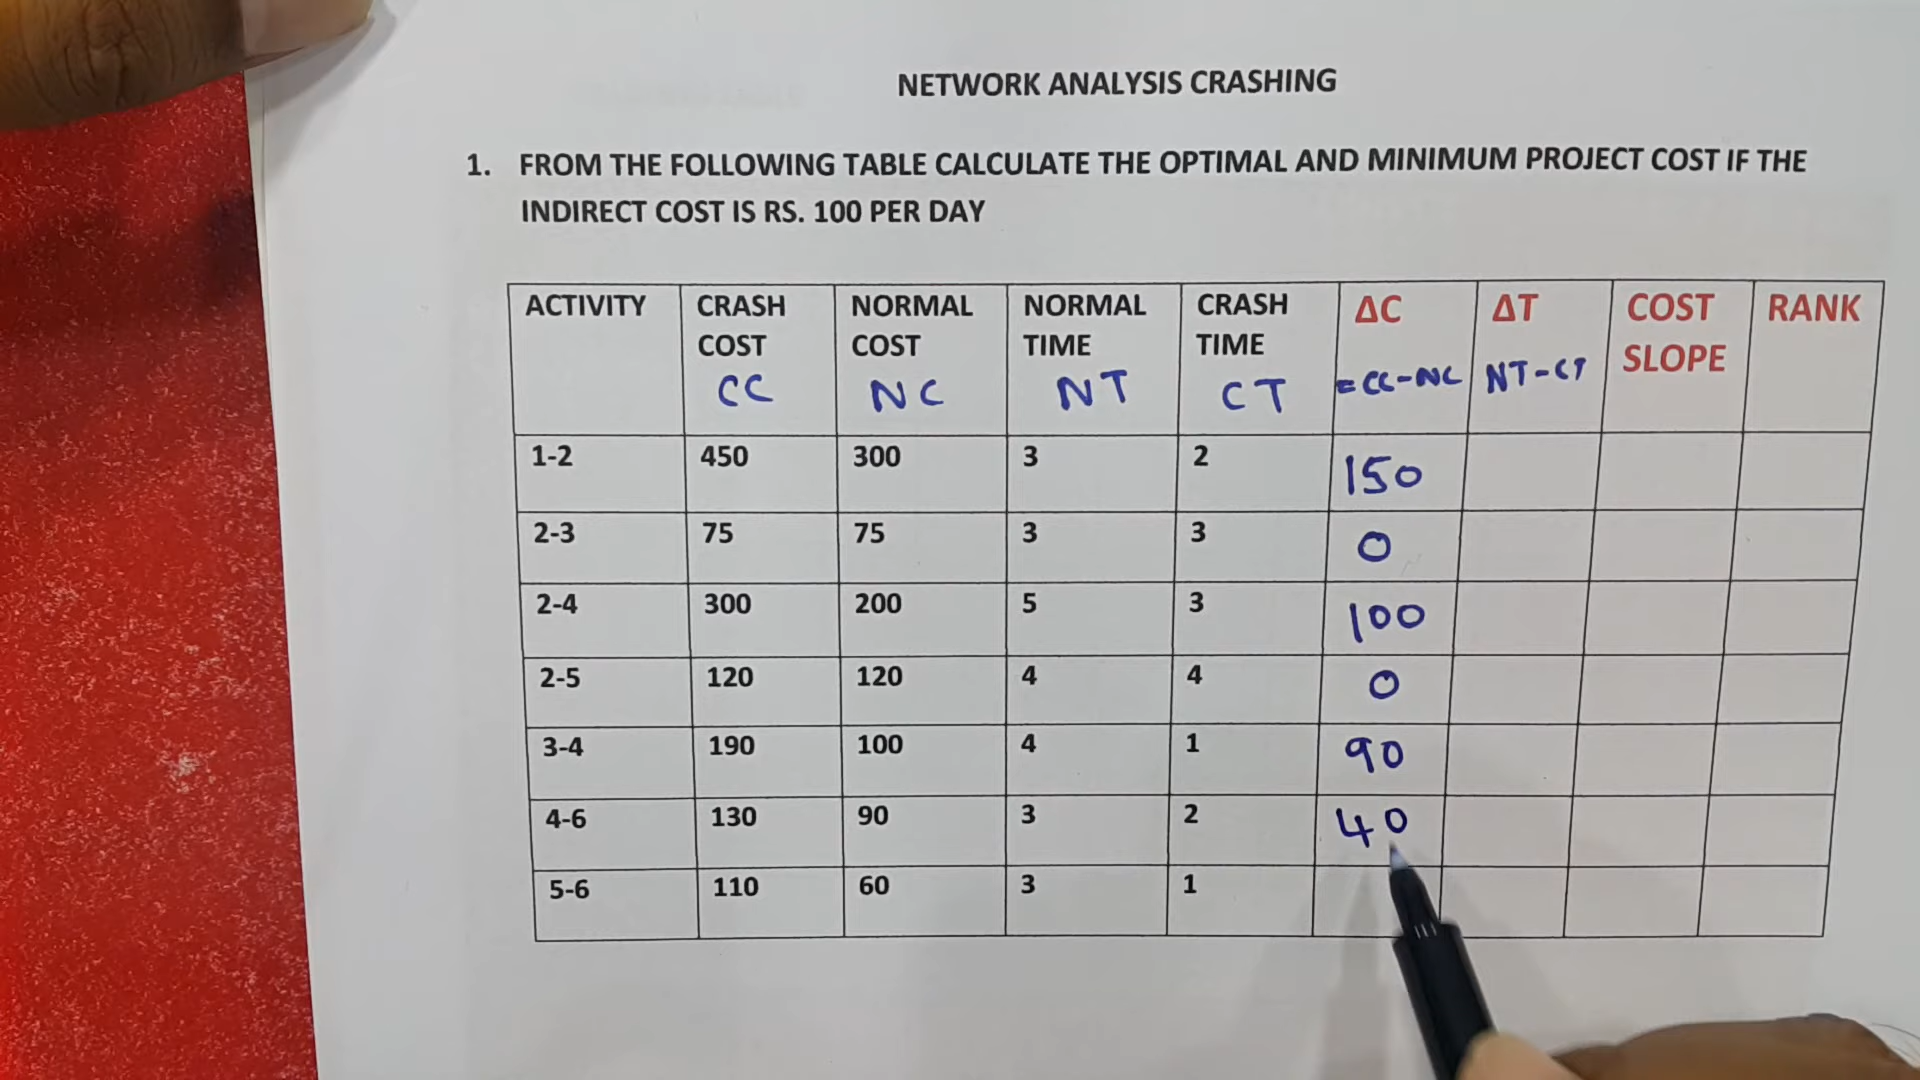 NETWORK ANALYSIS CRASHING
1. FROM THE FOLLOWING TABLE CALCULATE THE OPTIMAL AND MINIMUM PROJECT COST IF THE
INDIRECT COST IS RS. 100 PER DAY
ACTIVITY CRASH COST CC NORMAL COST NC NORMAL TIME NT CRASH TIME CT ΔC =CC-NC ΔT NT-CT COST SLOPE RANK
1-2 450 300 3 2 150
2-3 75 75 3 3 0
2-4 300 200 5 3 100
2-5 120 120 4 4 0
3-4 190 100 4 1 90
4-6 130 90 3 2 40
5-6 110 60 3 1